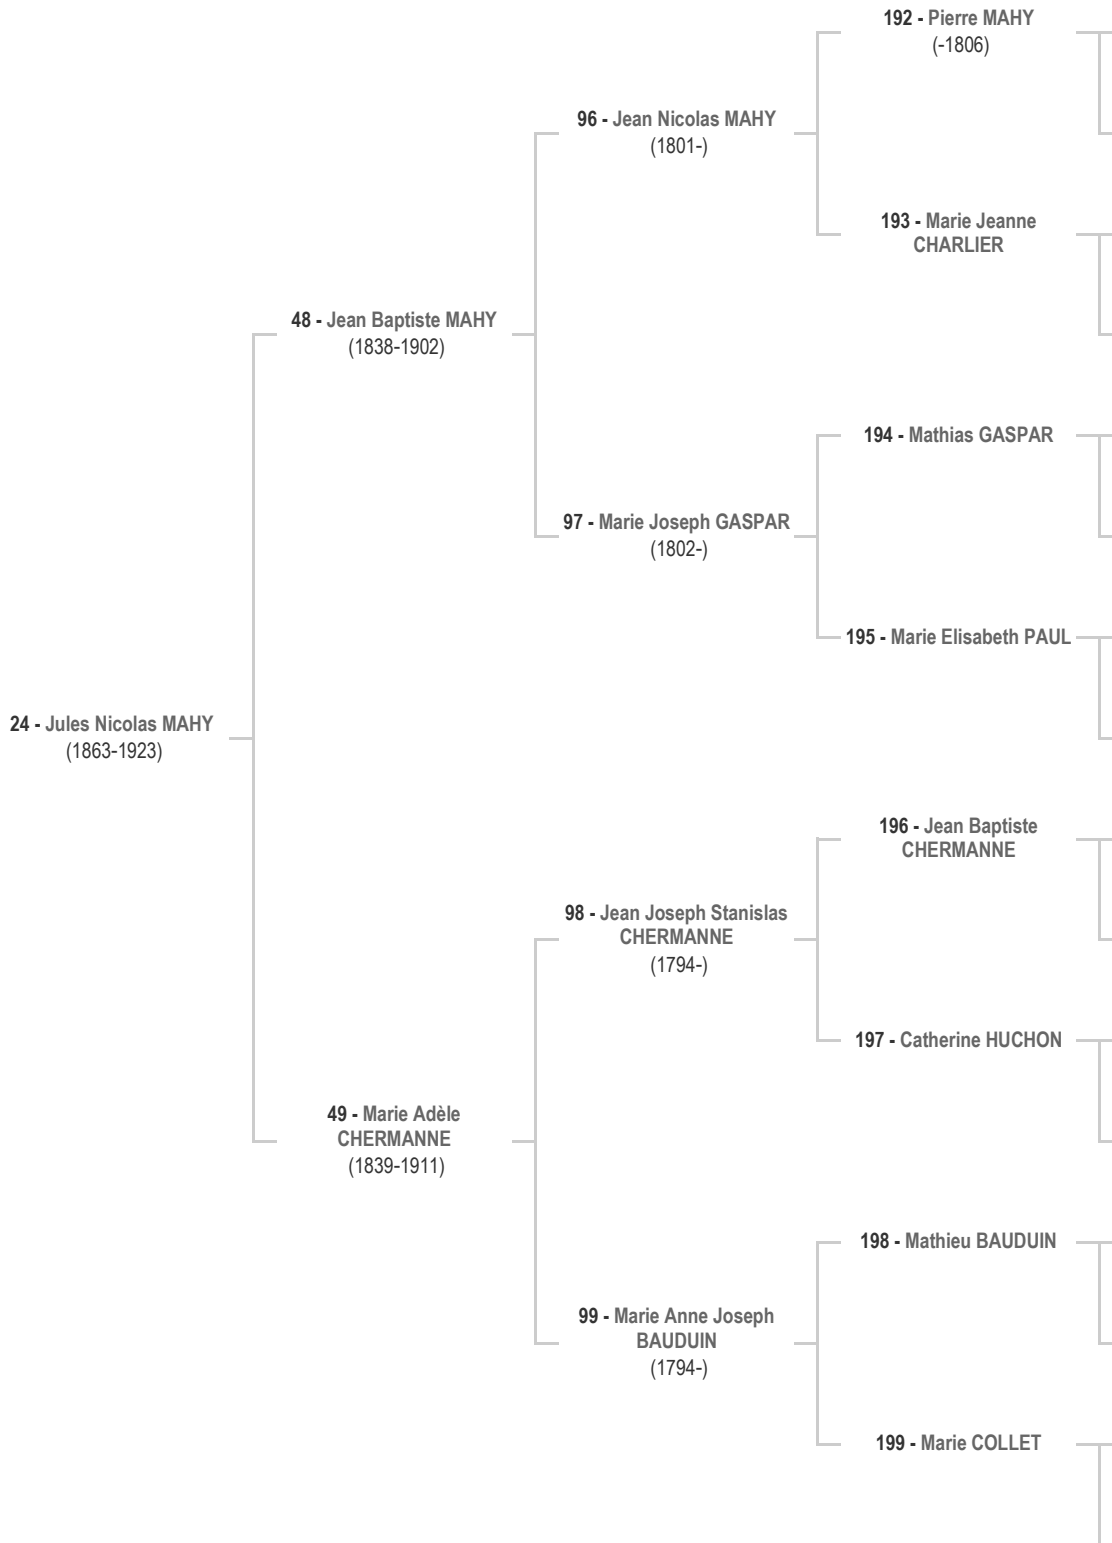 192 - Pierre MAHY
(-1806)
96 - Jean Nicolas MAHY
(1801-)
193 - Marie Jeanne
CHARLIER
48 - Jean Baptiste MAHY
(1838-1902)
194 - Mathias GASPAR
97 - Marie Joseph GASPAR
(1802-)
195 - Marie Elisabeth PAUL
24 - Jules Nicolas MAHY
(1863-1923)
196 - Jean Baptiste
CHERMANNE
98 - Jean Joseph Stanislas
CHERMANNE
(1794-)
197 - Catherine HUCHON
49 - Marie Adèle
CHERMANNE
(1839-1911)
198 - Mathieu BAUDUIN
99 - Marie Anne Joseph
BAUDUIN
(1794-)
199 - Marie COLLET